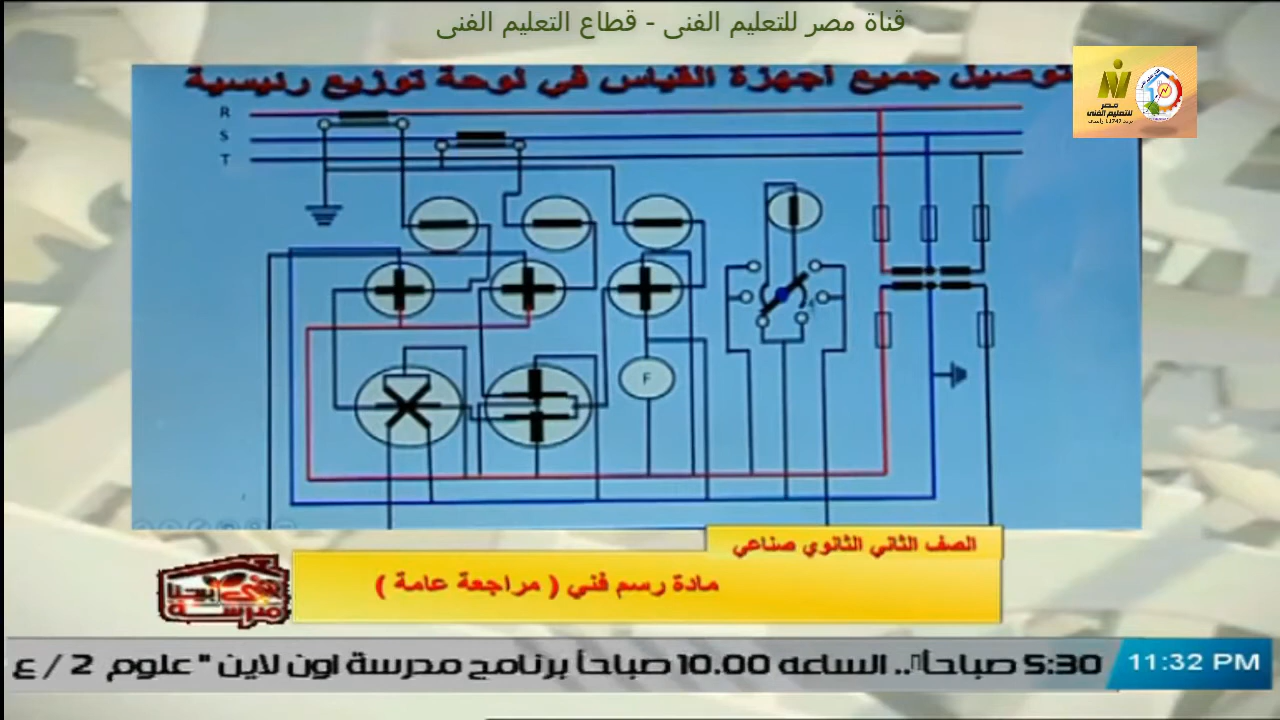 قناة مصر للتعليم الفنى - قطاع التعليم الفنى
توصيل جميع أجهزة القياس في لوحة توزيع رئيسية
مصر
للتعليم الفني
R
S
T
F
الصف الثاني الثانوي صناعي
مادة رسم فني ( مراجعة عامة )
مدرسة
5:30 صباحاً .. الساعه 10.00 صباحاً برنامج مدرسة اون لاين " علوم 2 / ع
11:32 PM